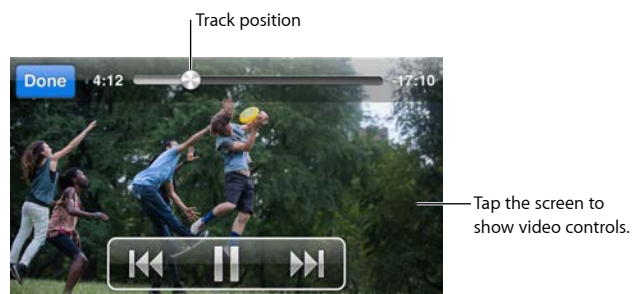 Track position
Done
4:12
-17:10
Tap the screen to
show video controls.